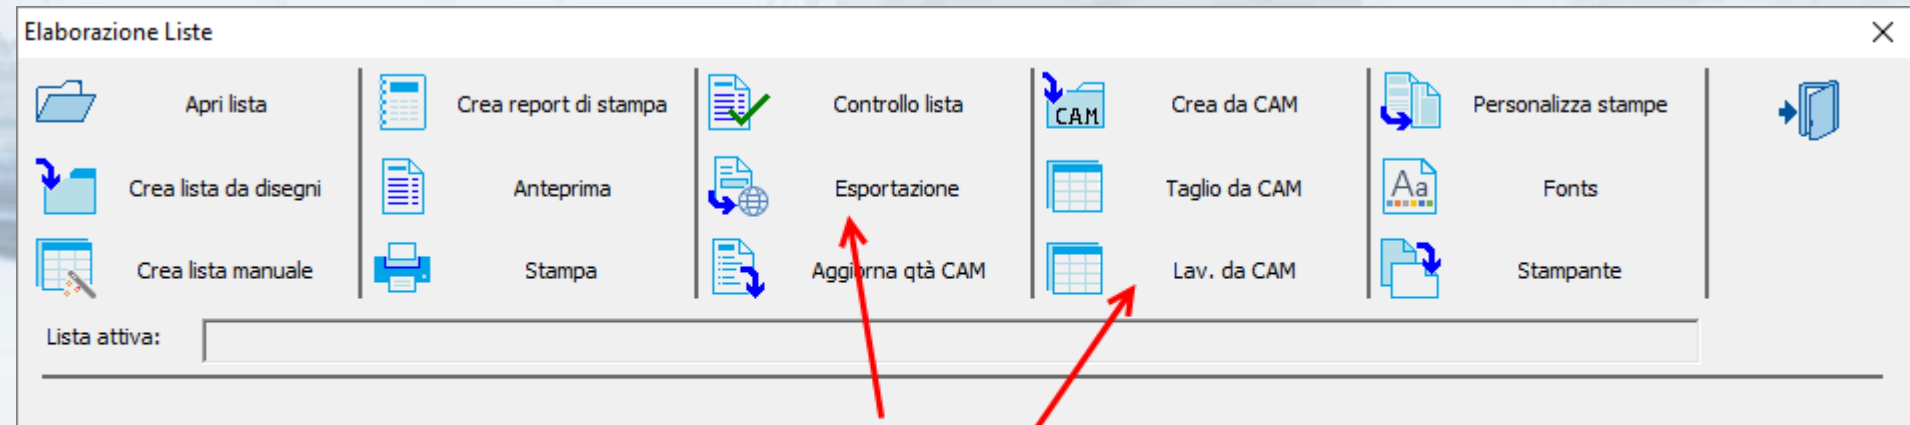 Elaborazione Liste
Apri lista
Crea report di stampa
Controllo lista
CAM
Crea da CAM
Personalizza stampe
Crea lista da disegni
Anteprima
Esportazione
Taglio da CAM
Aa
Fonts
Crea lista manuale
Stampa
Aggiorna qtà CAM
Lav. da CAM
Stampante
Lista attiva: